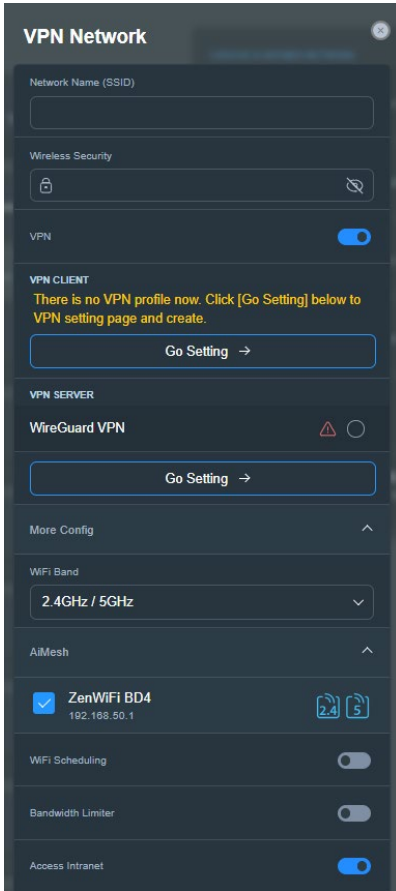 VPN Network
Network Name (SSID)
Wireless Security
VPN
VPN CLIENT
There is no VPN profile now. Click [Go Setting] below to
VPN setting page and create.
Go Setting →
VPN SERVER
WireGuard VPN
Go Setting →
More Config
WiFi Band
2.4GHz / 5GHz
AiMesh
ZenWiFi BD4
192.168.50.1
2.4 5
WiFi Scheduling
Bandwidth Limiter
Access Intranet